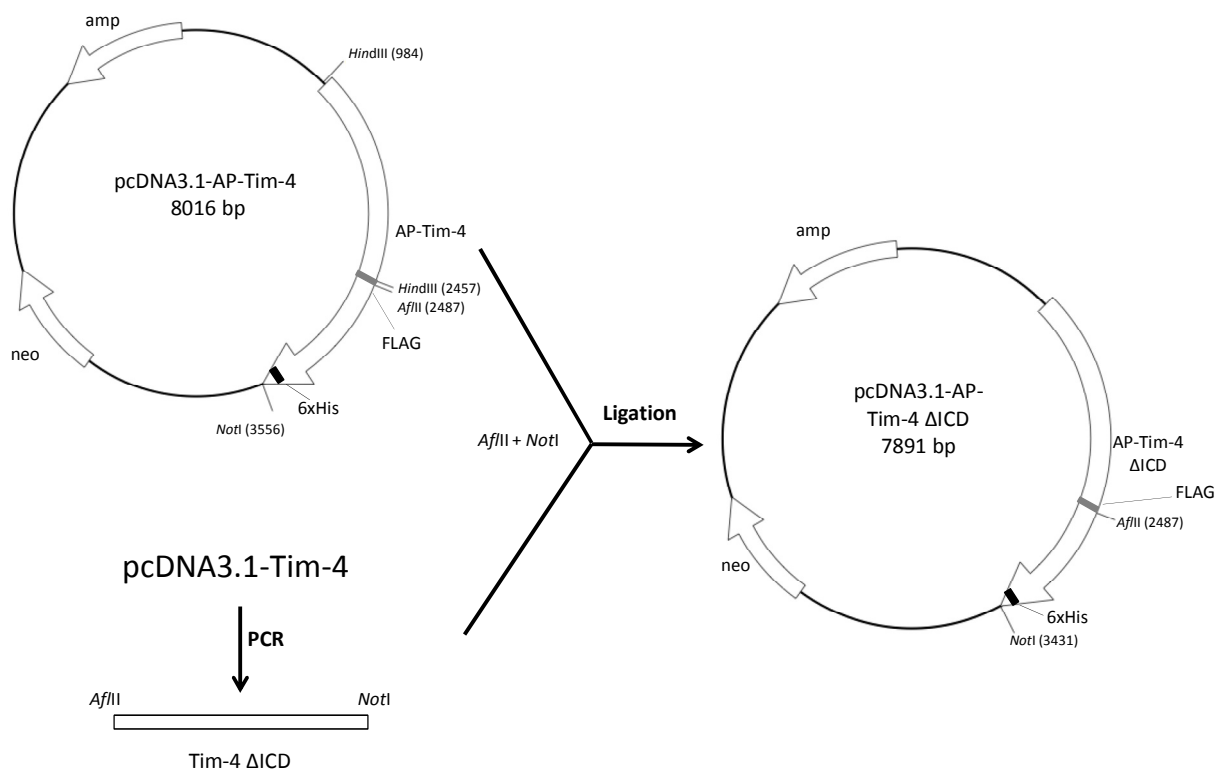 amp
HindIII (984)
pcDNA3.1-AP-Tim-4
8016 bp
AP-Tim-4
HindIII (2457)
AflII (2487)
FLAG
neo
6xHis
NotI (3556)
AflII + NotI
Ligation
amp
pcDNA3.1-AP-
Tim-4 ΔICD
7891 bp
AP-Tim-4
ΔICD
FLAG
AflII (2487)
neo
6xHis
NotI (3431)
pcDNA3.1-Tim-4
PCR
AflII
NotI
Tim-4 ΔICD